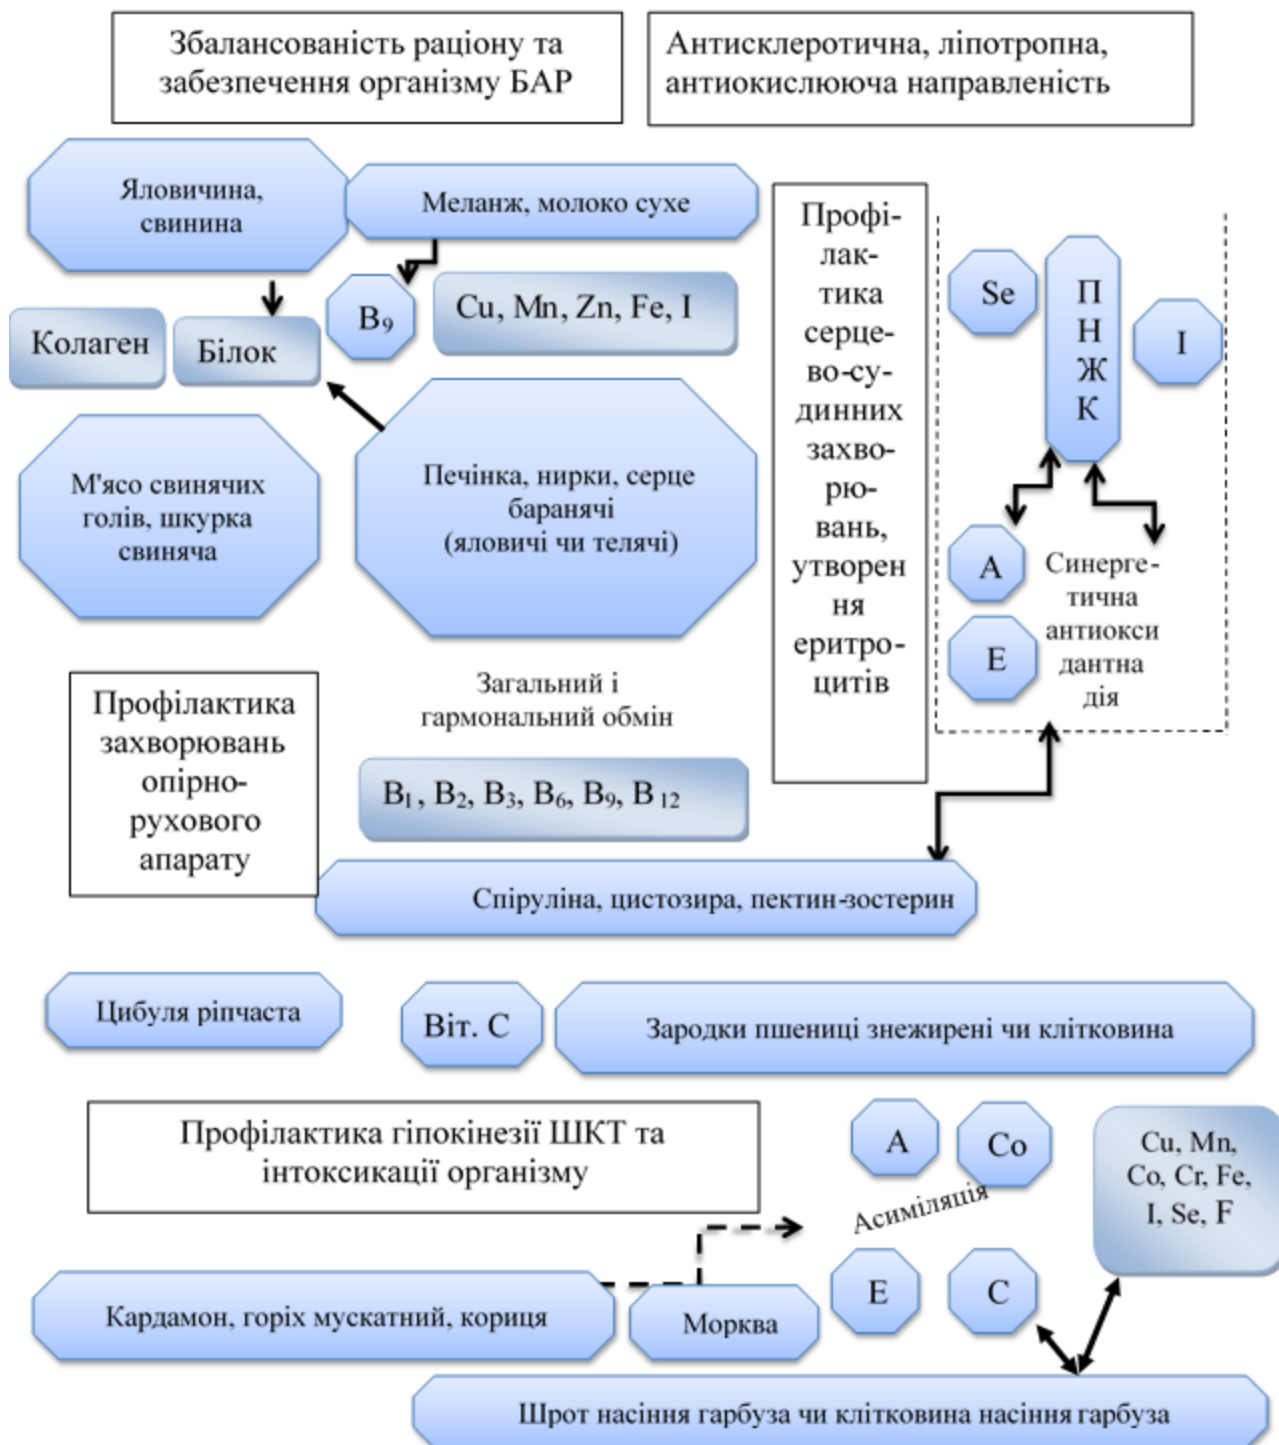 Збалансованість раціону та
забезпечення організму БАР
Антисклеротична, ліпотропна,
антиокислююча направленість
Яловичина,
свинина
Меланж, молоко сухе
B₉
Cu, Mn, Zn, Fe, I
Колаген
Білок
М'ясо свинячих
голів, шкурка
свиняча
Печінка, нирки, серце
баранячі
(яловичі чи телячі)
Профі-
лак-
тика
серце-
во-су-
динних
захво-
рю-
вань,
утворен
ня
еритро-
цитів
Se
П
Н
Ж
К
I
A
E
Синерге-
тична
антиокси
дантна
дія
Профілактика
захворювань
опірно-
рухового
апарату
Загальний і
гармональний обмін
B₁, B₂, B₃, B₆, B₉, B₁₂
Спіруліна, цистозира, пектин-зостерин
Цибуля ріпчаста
Віт. С
Зародки пшениці знежирені чи клітковина
Профілактика гіпокінезії ШКТ та
інтоксикації організму
A
Co
Асиміляція
E
C
Cu, Mn,
Co, Cr, Fe,
I, Se, F
Кардамон, горіх мускатний, кориця
Морква
Шрот насіння гарбуза чи клітковина насіння гарбуза